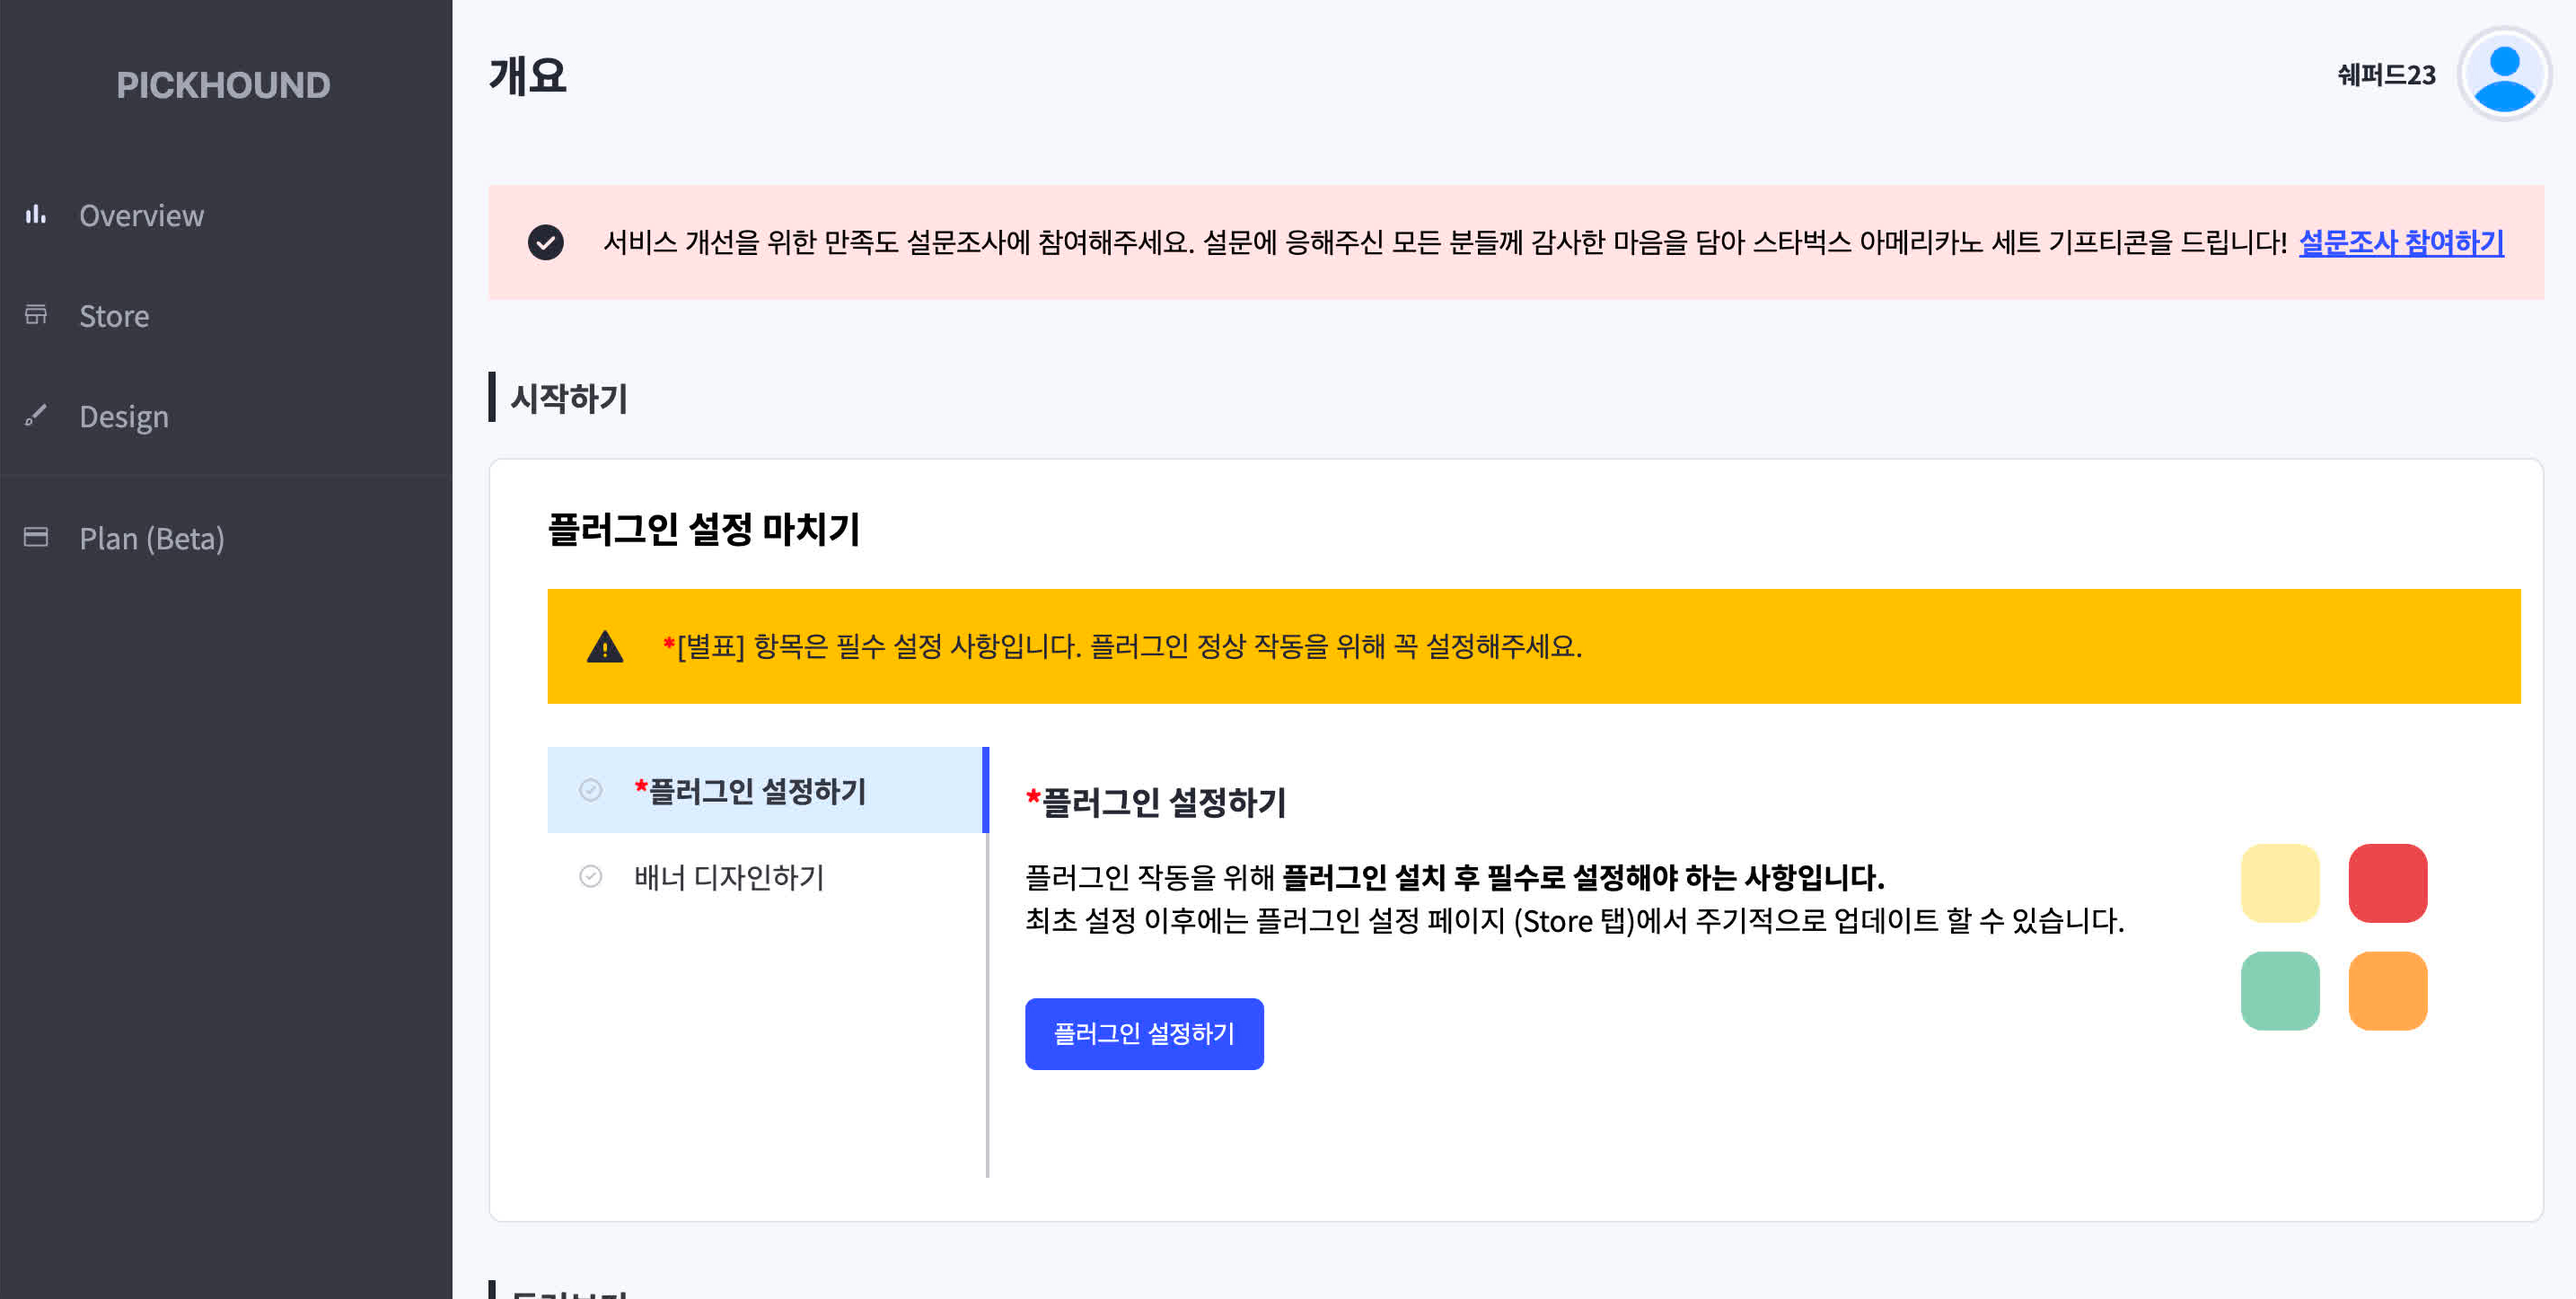 PICKHOUND
Overview
Store
Design
Plan (Beta)
개요
쉐퍼드23
서비스 개선을 위한 만족도 설문조사에 참여해주세요. 설문에 응해주신 모든 분들께 감사한 마음을 담아 스타벅스 아메리카노 세트 기프티콘을 드립니다! 설문조사 참여하기
시작하기
플러그인 설정 마치기
*[별표] 항목은 필수 설정 사항입니다. 플러그인 정상 작동을 위해 꼭 설정해주세요.
*플러그인 설정하기
배너 디자인하기
*플러그인 설정하기
플러그인 작동을 위해 플러그인 설치 후 필수로 설정해야 하는 사항입니다.
최초 설정 이후에는 플러그인 설정 페이지 (Store 탭)에서 주기적으로 업데이트 할 수 있습니다.
플러그인 설정하기